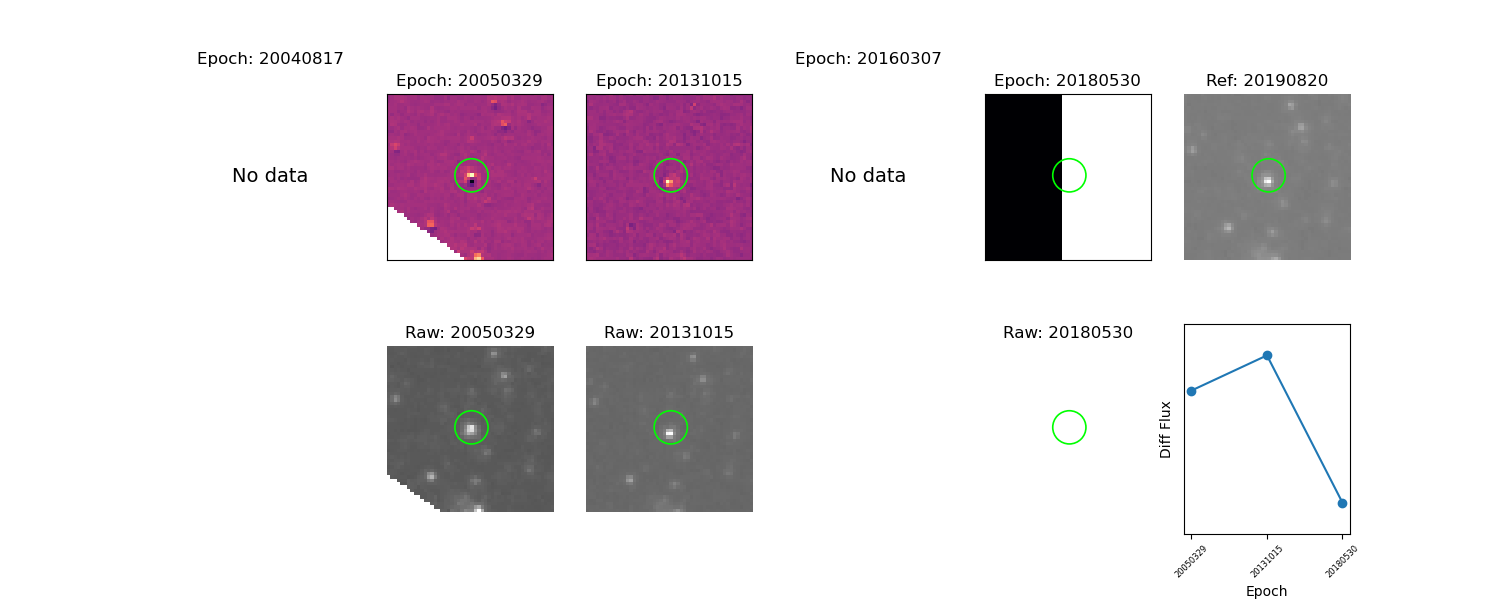 Epoch: 20040817
No data
Epoch: 20050329
Epoch: 20131015
Epoch: 20160307
No data
Epoch: 20180530
Ref: 20190820
Raw: 20050329
Raw: 20131015
Raw: 20180530
Diff Flux
20050329
20131015
20180530
Epoch